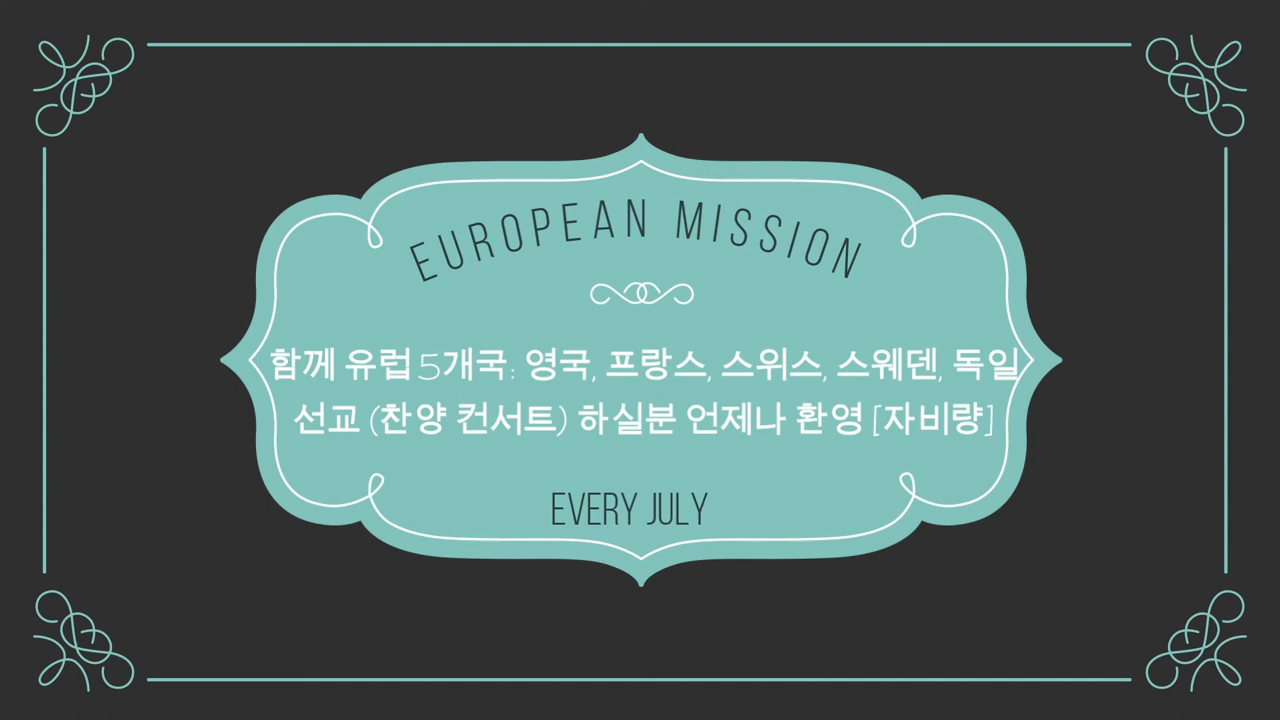 EUROPEAN MISSION
함께 유럽 5개국: 영국, 프랑스, 스위스, 스웨덴, 독일
선교 (찬양 컨서트) 하실분 언제나 환영 [자비량]
EVERY JULY